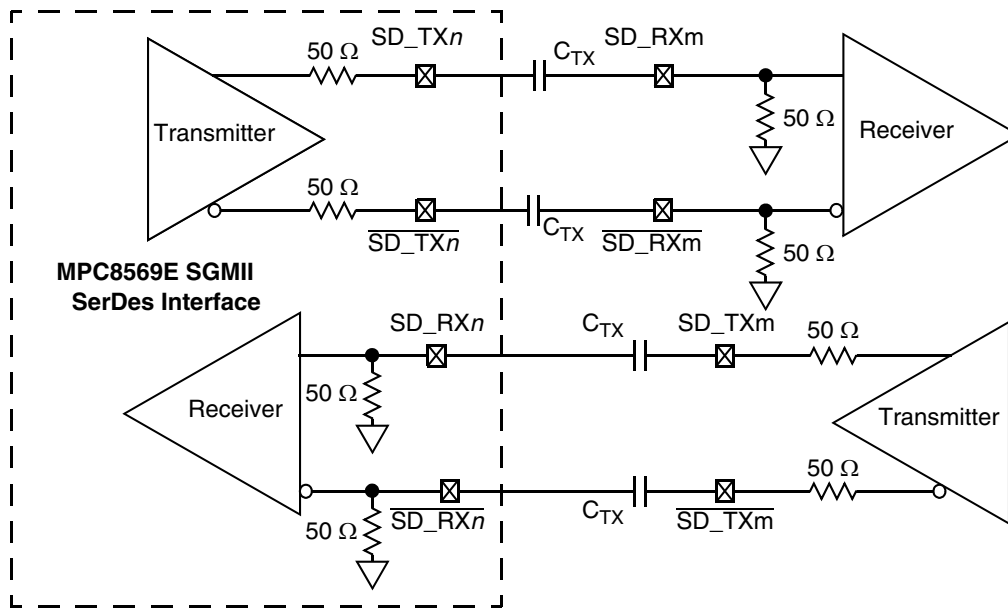 SD_TXn
SD_RXm
50 Ω
C_TX
50 Ω
Transmitter
Receiver
50 Ω
C_TX
SD_TXn
SD_RXm
50 Ω
MPC8569E SGMII
SerDes Interface
SD_RXn
C_TX
SD_TXm
50 Ω
50 Ω
Receiver
Transmitter
50 Ω
50 Ω
SD_RXn
C_TX
SD_TXm